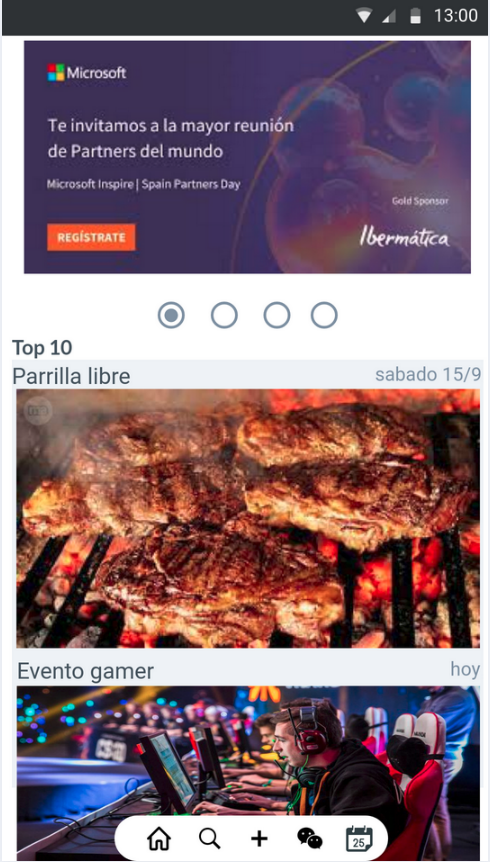 13:00
Microsoft
Te invitamos a la mayor reunión
de Partners del mundo
Microsoft Inspire | Spain Partners Day
Gold Sponsor
REGÍSTRATE
Ibermática
Top 10
Parrilla libre
sabado 15/9
Evento gamer
hoy
25